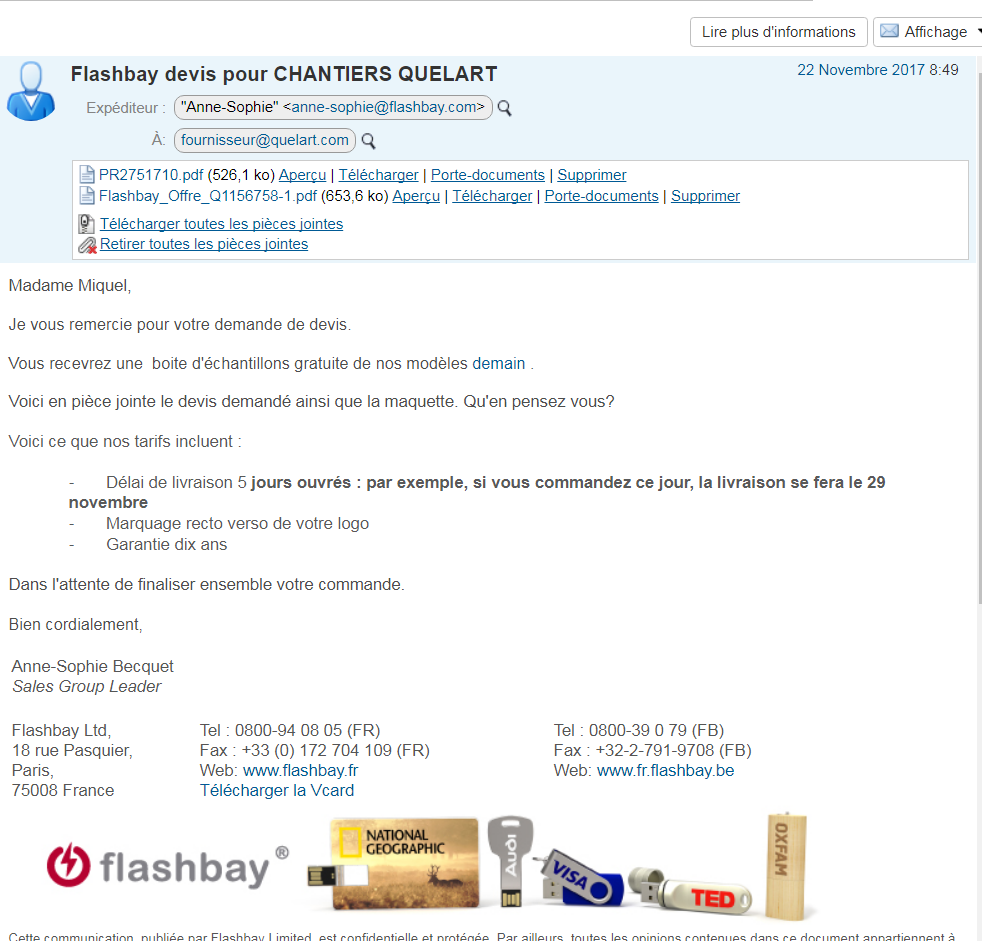 Lire plus d'informations
Affichage
Flashbay devis pour CHANTIERS QUELART
22 Novembre 2017 8:49
Expéditeur : "Anne-Sophie" <anne-sophie@flashbay.com>
À: fournisseur@quelart.com
PR2751710.pdf (526,1 ko) Aperçu | Télécharger | Porte-documents | Supprimer
Flashbay_Offre_Q1156758-1.pdf (653,6 ko) Aperçu | Télécharger | Porte-documents | Supprimer
Télécharger toutes les pièces jointes
Retirer toutes les pièces jointes
Madame Miquel,
Je vous remercie pour votre demande de devis.
Vous recevrez une  boite d'échantillons gratuite de nos modèles demain .
Voici en pièce jointe le devis demandé ainsi que la maquette. Qu'en pensez vous?
Voici ce que nos tarifs incluent :
- Délai de livraison 5 jours ouvrés : par exemple, si vous commandez ce jour, la livraison se fera le 29
novembre
- Marquage recto verso de votre logo
- Garantie dix ans
Dans l'attente de finaliser ensemble votre commande.
Bien cordialement,
Anne-Sophie Becquet
Sales Group Leader
Flashbay Ltd, Tel : 0800-94 08 05 (FR) Tel : 0800-39 0 79 (FB)
18 rue Pasquier, Fax : +33 (0) 172 704 109 (FR) Fax : +32-2-791-9708 (FB)
Paris, Web: www.flashbay.fr Web: www.fr.flashbay.be
75008 France Télécharger la Vcard
flashbay®
NATIONAL
GEOGRAPHIC
Audi
VISA
TED
OXFAM
Cette communication, publiée par Flashbay Limited, est confidentielle et protégée. Par ailleurs, toutes les opinions contenues dans ce document appartiennent à